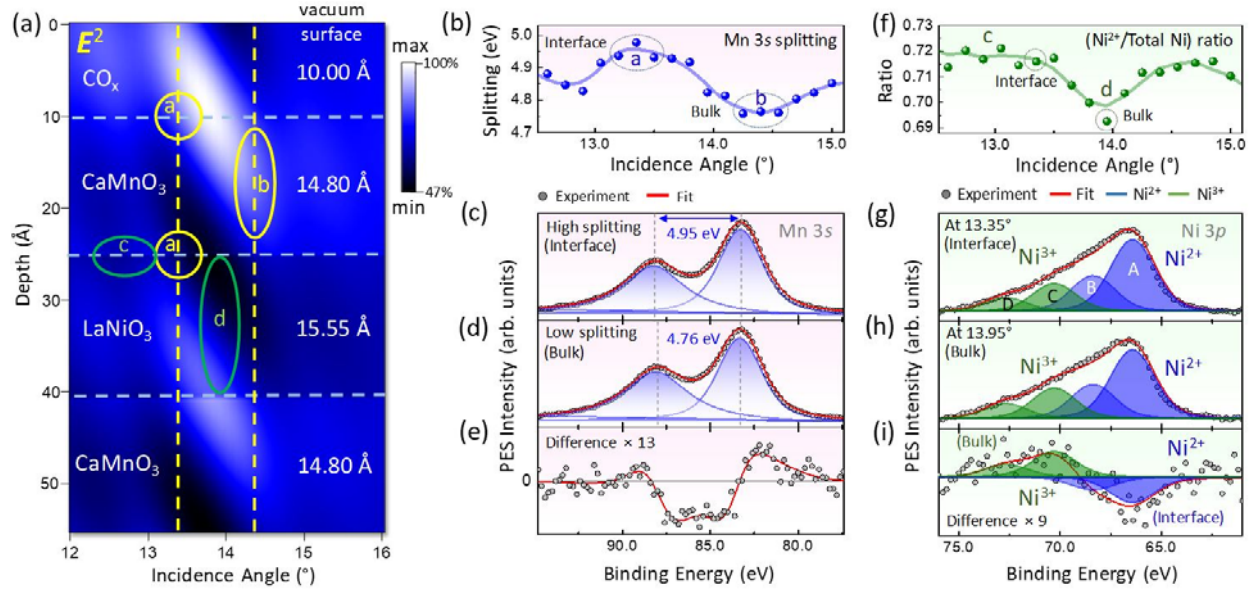 (a)
E²
vacuum
surface
COₓ
10.00 Å
a
CaMnO₃
b
14.80 Å
c
a
LaNiO₃
d
15.55 Å
CaMnO₃
14.80 Å
0
10
20
30
40
50
Depth (Å)
12
13
14
15
16
Incidence Angle (°)
max
100%
47%
min
(b)
5.0
4.9
4.8
4.7
Splitting (eV)
Interface
a
Mn 3s splitting
Bulk
b
13.0
14.0
15.0
Incidence Angle (°)
Experiment
Fit
(c)
High splitting
(Interface)
4.95 eV
Mn 3s
(d)
Low splitting
(Bulk)
4.76 eV
(e)
Difference × 13
0
PES Intensity (arb. units)
90.0
85.0
80.0
Binding Energy (eV)
(f)
0.72
0.71
0.70
0.69
Ratio
c
(Ni²⁺/Total Ni) ratio
Interface
d
Bulk
13.0
14.0
15.0
Incidence Angle (°)
Experiment
Fit
Ni²⁺
Ni³⁺
(g)
At 13.35°
(Interface)
Ni 3p
Ni³⁺
Ni²⁺
D
C
B
A
(h)
At 13.95°
(Bulk)
Ni³⁺
Ni²⁺
(i)
(Bulk)
Ni²⁺
Ni³⁺
(Interface)
Difference × 9
PES Intensity (arb. units)
75.0
70.0
65.0
Binding Energy (eV)